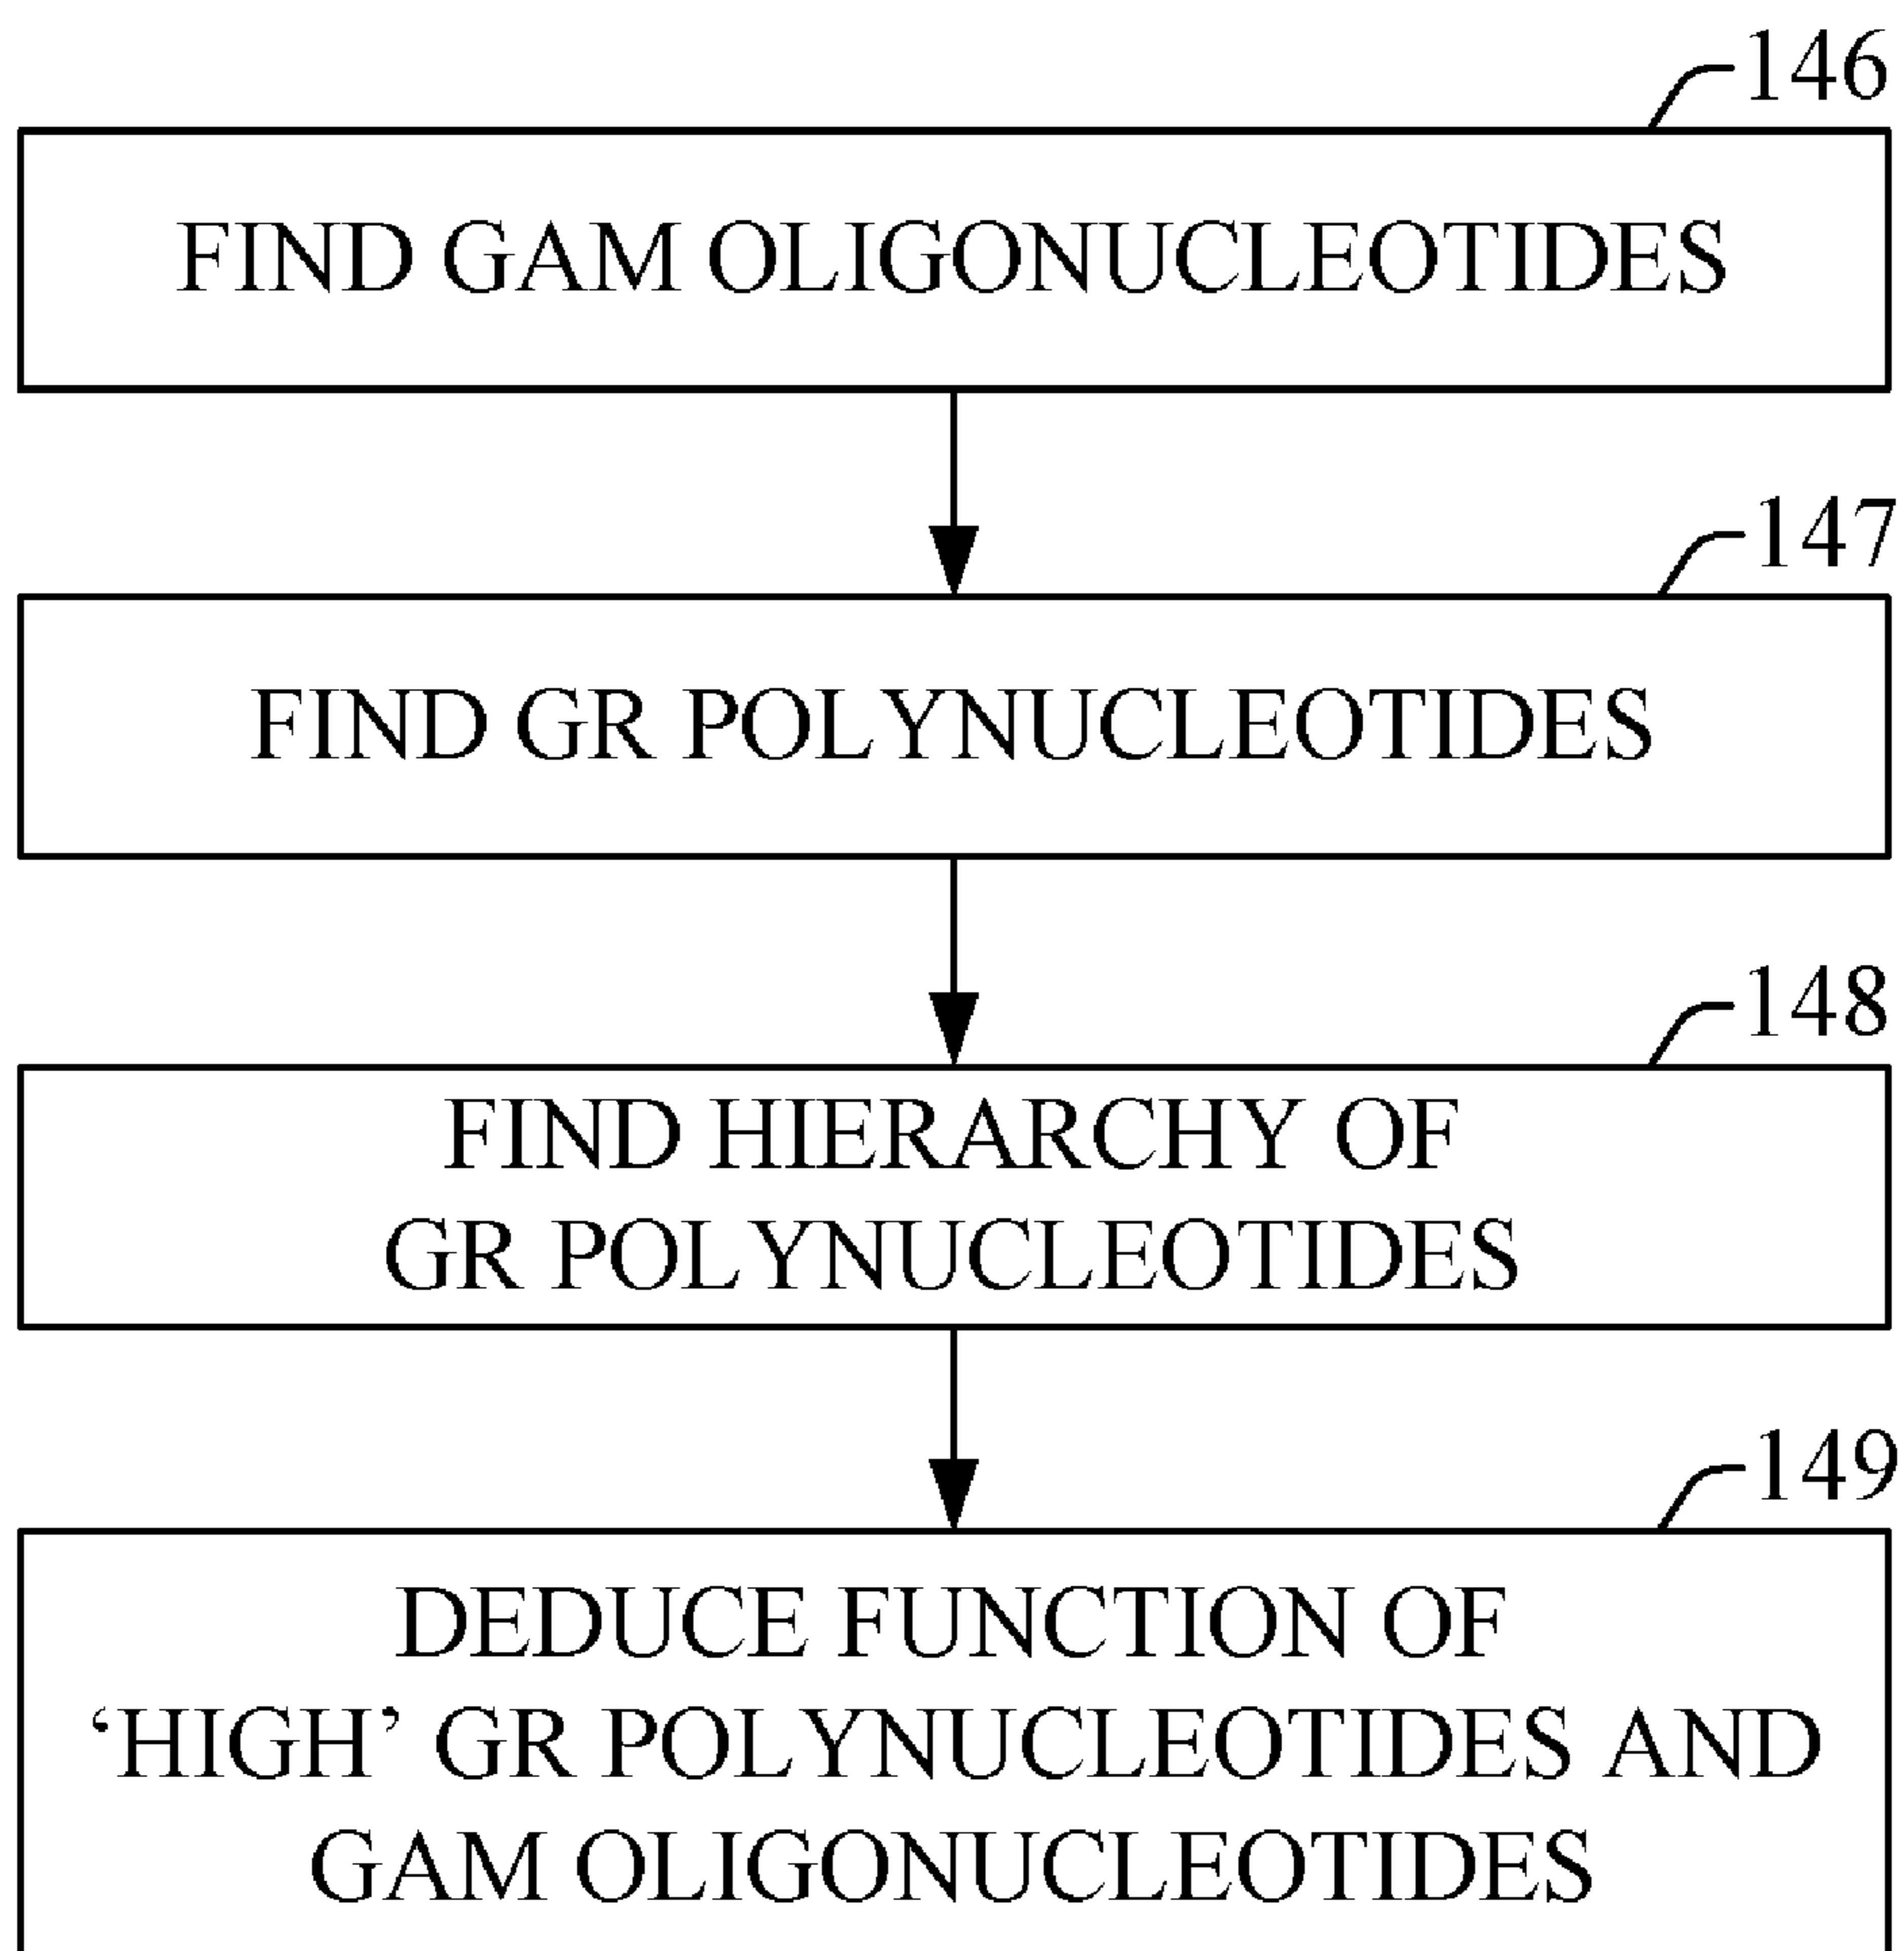 146
FIND GAM OLIGONUCLEOTIDES
147
FIND GR POLYNUCLEOTIDES
148
FIND HIERARCHY OF
GR POLYNUCLEOTIDES
149
DEDUCE FUNCTION OF
‘HIGH’ GR POLYNUCLEOTIDES AND
GAM OLIGONUCLEOTIDES